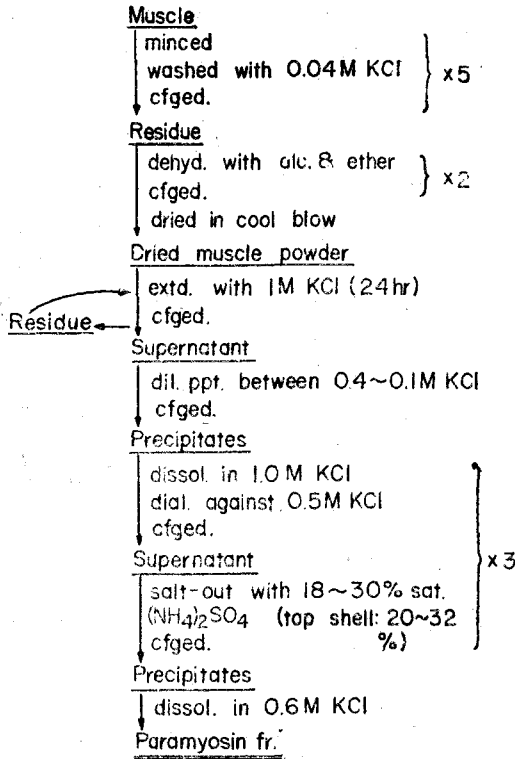 Muscle
minced
washed with 0.04M KCl
cfged.
x5
Residue
dehyd. with alc. & ether
cfged.
x2
dried in cool blow
Dried muscle powder
extd. with 1M KCl (24hr)
cfged.
Residue
Supernatant
dil. ppt. between 0.4~0.1M KCl
cfged.
Precipitates
dissol. in 1.0 M KCl
dial. against 0.5M KCl
cfged.
Supernatant
x3
salt-out with 18~30% sat.
(NH4)2SO4 (top shell: 20~32
cfged. %)
Precipitates
dissol. in 0.6M KCl
Paramyosin fr.